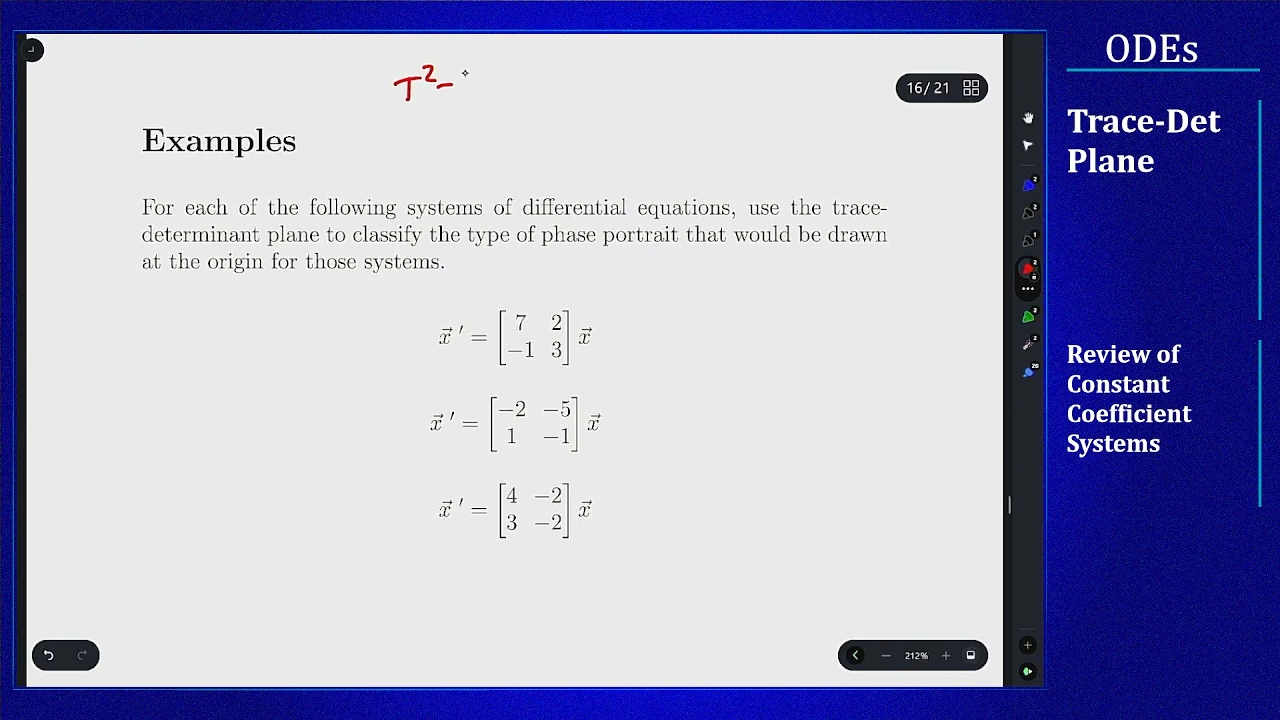 T² -
16/ 21
Examples
For each of the following systems of differential equations, use the trace-
determinant plane to classify the type of phase portrait that would be drawn
at the origin for those systems.
x⃗ ′ = [7 2; −1 3] x⃗
x⃗ ′ = [−2 −5; 1 −1] x⃗
x⃗ ′ = [4 −2; 3 −2] x⃗
212%
ODEs
Trace-Det
Plane
Review of
Constant
Coefficient
Systems